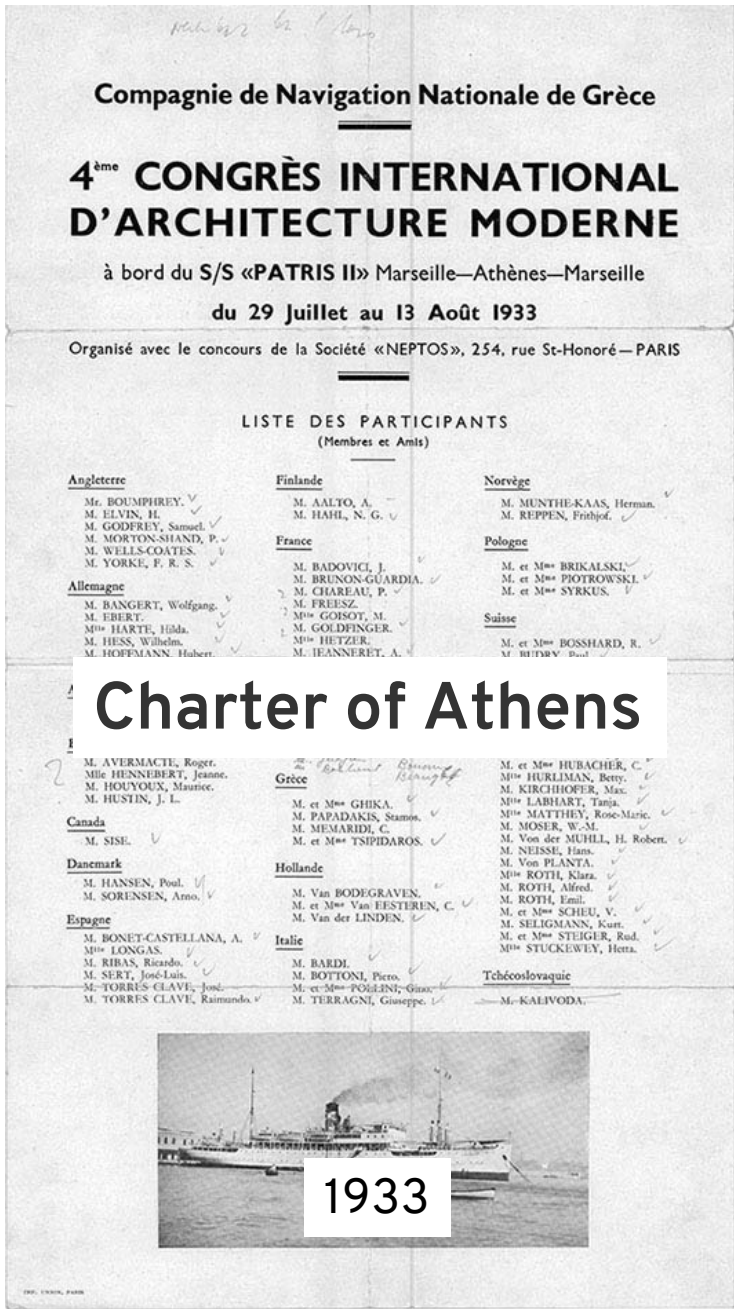 Compagnie de Navigation Nationale de Grèce
4ème CONGRÈS INTERNATIONAL
D'ARCHITECTURE MODERNE
à bord du S/S «PATRIS II» Marseille—Athènes—Marseille
du 29 Juillet au 13 Août 1933
Organisé avec le concours de la Société «NEPTOS», 254, rue St-Honoré—PARIS
LISTE DES PARTICIPANTS
(Membres et Amis)
Angleterre
Mr. BOUMPHREY.
M. ELVIN, H.
M. GODFREY, Samuel.
M. MORTON-SHAND, P.
M. WELLS-COATES.
M. YORKE, F. R. S.
Allemagne
M. BANGERT, Wolfgang.
M. EBERT.
Mlle HARTE, Hilda.
M. HESS, Wilhelm.
M. HOFFMANN, Hubert.
Finlande
M. AALTO, A.
M. HAHL, N. G.
France
M. BADOVICI, J.
M. BRUNON-GUARDIA.
M. CHAREAU, P.
M. FREESZ.
Mlle GOISOT, M.
M. GOLDFINGER.
Mlle HETZER.
M. JEANNERET, A.
Norvège
M. MUNTHE-KAAS, Herman.
M. REPPEN, Frithjof.
Pologne
M. et Mme BRIKALSKI.
M. et Mme PIOTROWSKI.
M. et Mme SYRKUS.
Suisse
M. et Mme BOSSHARD, R.
M. BUDRY, Paul.
Charter of Athens
M. AVERMACTE, Roger.
Mlle HENNEBERT, Jeanne.
M. HOUYOUX, Maurice.
M. HUSTIN, J. L.
Canada
M. SISE.
Danemark
M. HANSEN, Poul.
M. SORENSEN, Arno.
Espagne
M. BONET-CASTELLANA, A.
Mlle LONGAS.
M. RIBAS, Ricardo.
M. SERT, José-Luis.
M. TORRES CLAVE, José.
M. TORRES CLAVE, Raimundo.
Grèce
M. et Mme GHIKA.
M. PAPADAKIS, Stamos.
M. MEMARIDI, C.
M. et Mme TSIPIDAROS.
Hollande
M. Van BODEGRAVEN.
M. et Mme Van EESTEREN, C.
M. Van der LINDEN.
Italie
M. BARDI.
M. BOTTONI, Piero.
M. et Mme POLLINI, Gino.
M. TERRAGNI, Giuseppe.
M. et Mme HUBACHER, C.
Mlle HURLIMAN, Betty.
M. KIRCHHOFER, Max.
Mlle LABHART, Tanja.
Mlle MATTHEY, Rose-Marie.
M. MOSER, W.-M.
M. Von der MUHLL, H. Robert.
M. NEISSE, Hans.
M. Von PLANTA.
Mlle ROTH, Klara.
M. ROTH, Alfred.
M. ROTH, Emil.
M. et Mme SCHEU, V.
M. SELIGMANN, Kurt.
M. et Mme STEIGER, Rud.
Mlle STUCKEWEY, Hetta.
Tchécoslovaquie
M. KALIVODA.
1933
IMP. UNION, PARIS